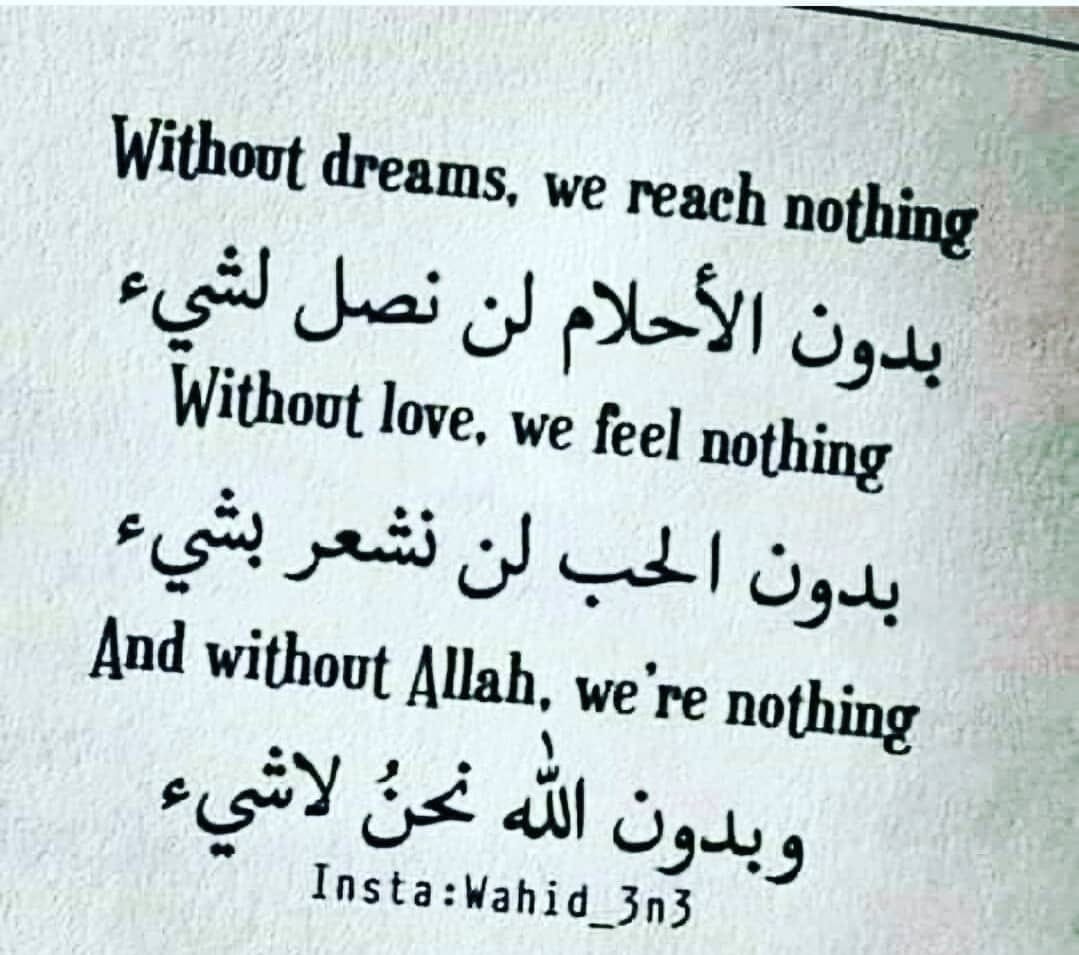 Without dreams, we reach nothing
بدون الأحلام لن نصل لشيء
Without love, we feel nothing
بدون الحب لن نشعر بشيء
And without Allah, we're nothing
وبدون الله نحنُ لاشيء
Insta:Wahid_3n3